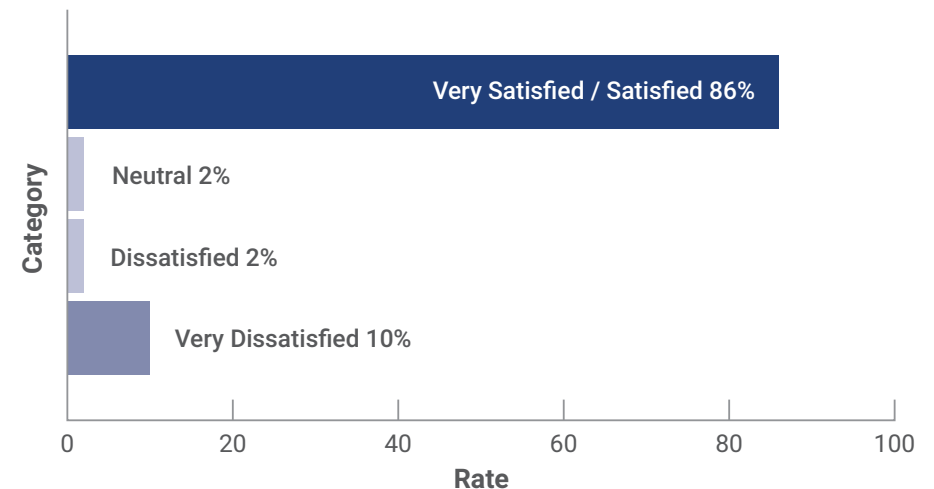 Very Satisfied / Satisfied 86%
Neutral 2%
Dissatisfied 2%
Very Dissatisfied 10%
Category
0 20 40 60 80 100
Rate